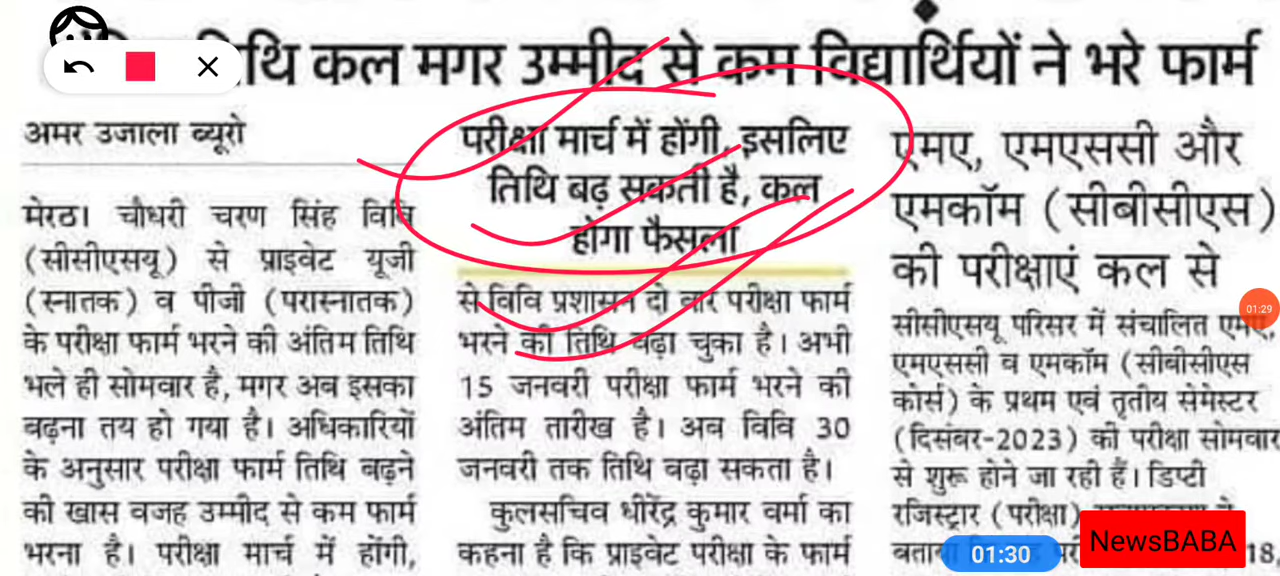 तिथि कल मगर उम्मीद से कम विद्यार्थियों ने भरे फार्म
अमर उजाला ब्यूरो
मेरठ। चौधरी चरण सिंह विवि
(सीसीएसयू) से प्राइवेट यूजी
(स्नातक) व पीजी (परास्नातक)
के परीक्षा फार्म भरने की अंतिम तिथि
भले ही सोमवार है, मगर अब इसका
बढ़ना तय हो गया है। अधिकारियों
के अनुसार परीक्षा फार्म तिथि बढ़ने
की खास वजह उम्मीद से कम फार्म
भरना है। परीक्षा मार्च में होंगी,
परीक्षा मार्च में होंगी, इसलिए
तिथि बढ़ सकती है, कल
होगा फैसला
से विवि प्रशासन दो बार परीक्षा फार्म
भरने की तिथि बढ़ा चुका है। अभी
15 जनवरी परीक्षा फार्म भरने की
अंतिम तारीख है। अब विवि 30
जनवरी तक तिथि बढ़ा सकता है।
कुलसचिव धीरेंद्र कुमार वर्मा का
कहना है कि प्राइवेट परीक्षा के फार्म
एमए, एमएससी और
एमकॉम (सीबीसीएस)
की परीक्षाएं कल से
सीसीएसयू परिसर में संचालित एमए,
एमएससी व एमकॉम (सीबीसीएस
कोर्स) के प्रथम एवं तृतीय सेमेस्टर
(दिसंबर-2023) की परीक्षा सोमवार
से शुरू होने जा रही हैं। डिप्टी
रजिस्ट्रार (परीक्षा)
18,
01:29
01:30
NewsBABA